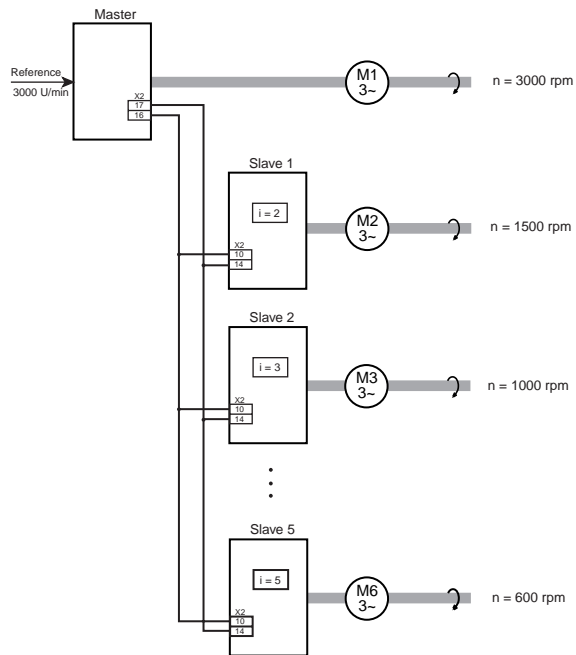 Master
Reference
3000 U/min
X2
17
16
M1
3~
n = 3000 rpm
Slave 1
i = 2
X2
10
14
M2
3~
n = 1500 rpm
Slave 2
i = 3
X2
10
14
M3
3~
n = 1000 rpm
Slave 5
i = 5
X2
10
14
M6
3~
n = 600 rpm